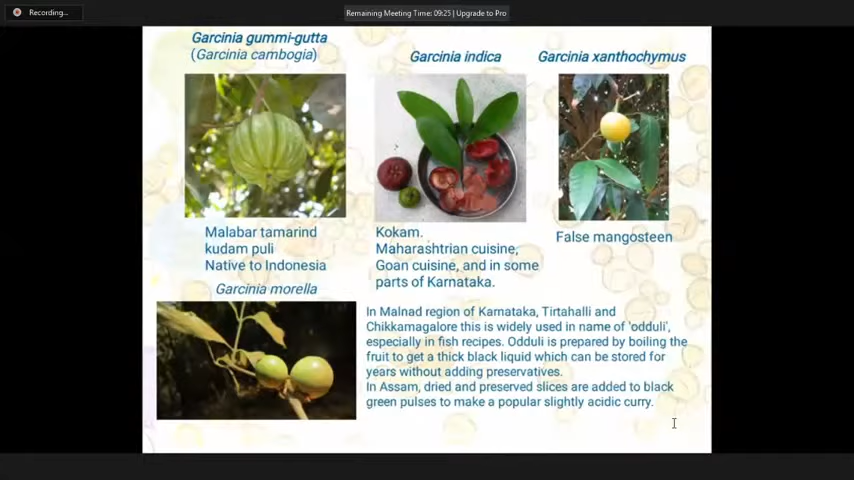 Recording...
Remaining Meeting Time: 09:25 | Upgrade to Pro
Garcinia gummi-gutta
(Garcinia cambogia)
Garcinia indica
Garcinia xanthochymus
Malabar tamarind
kudam puli
Native to Indonesia
Kokam.
Maharashtrian cuisine,
Goan cuisine, and in some
parts of Karnataka.
False mangosteen
Garcinia morella
In Malnad region of Karnataka, Tirtahalli and
Chikkamagalore this is widely used in name of 'odduli',
especially in fish recipes. Odduli is prepared by boiling the
fruit to get a thick black liquid which can be stored for
years without adding preservatives.
In Assam, dried and preserved slices are added to black
green pulses to make a popular slightly acidic curry.